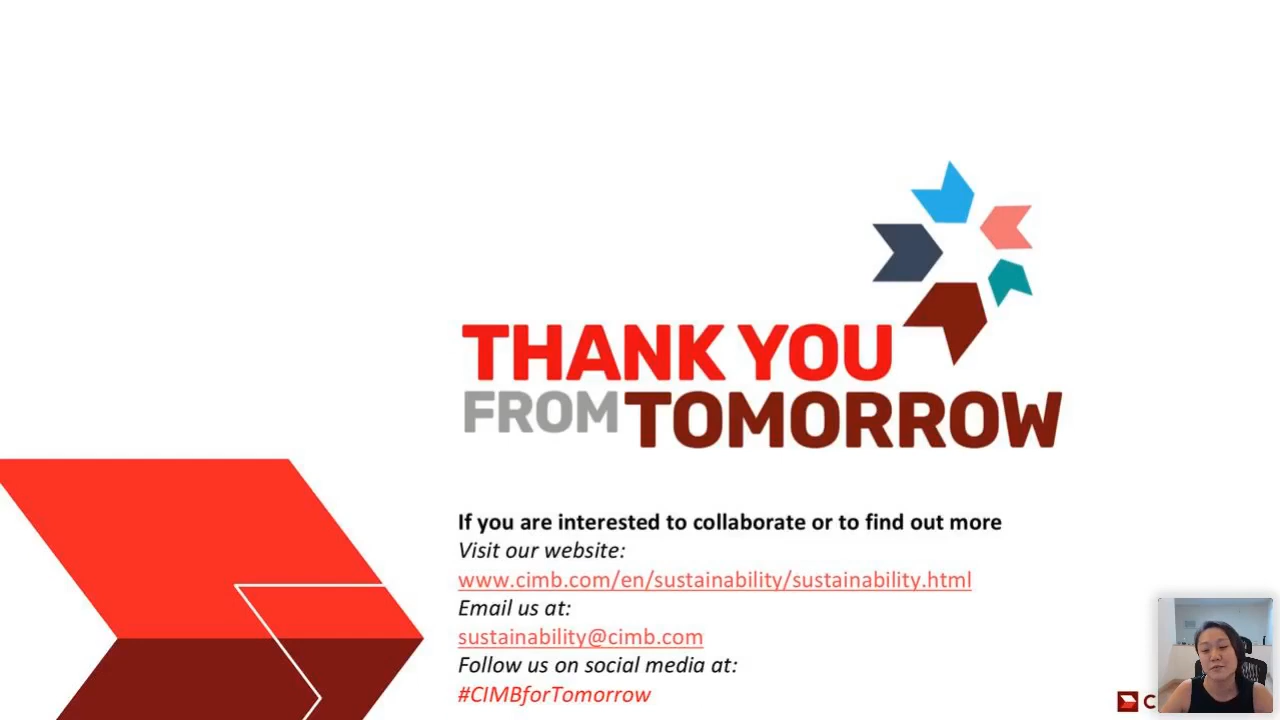 THANK YOU
FROM TOMORROW
If you are interested to collaborate or to find out more
Visit our website:
www.cimb.com/en/sustainability/sustainability.html
Email us at:
sustainability@cimb.com
Follow us on social media at:
#CIMBforTomorrow